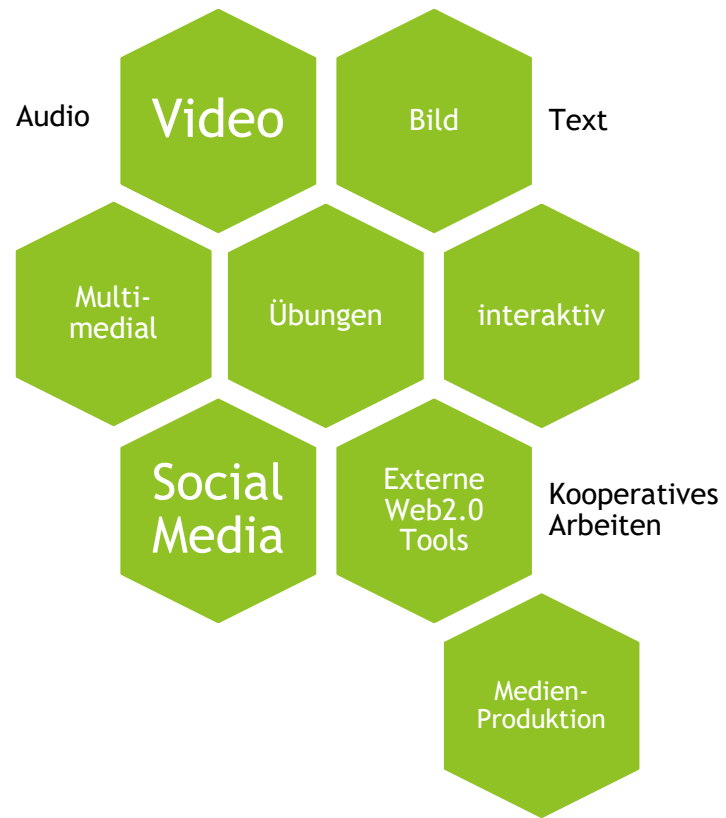 Audio
Video
Bild
Text
Multi-
medial
Übungen
interaktiv
Social
Media
Externe
Web2.0
Tools
Kooperatives
Arbeiten
Medien-
Produktion